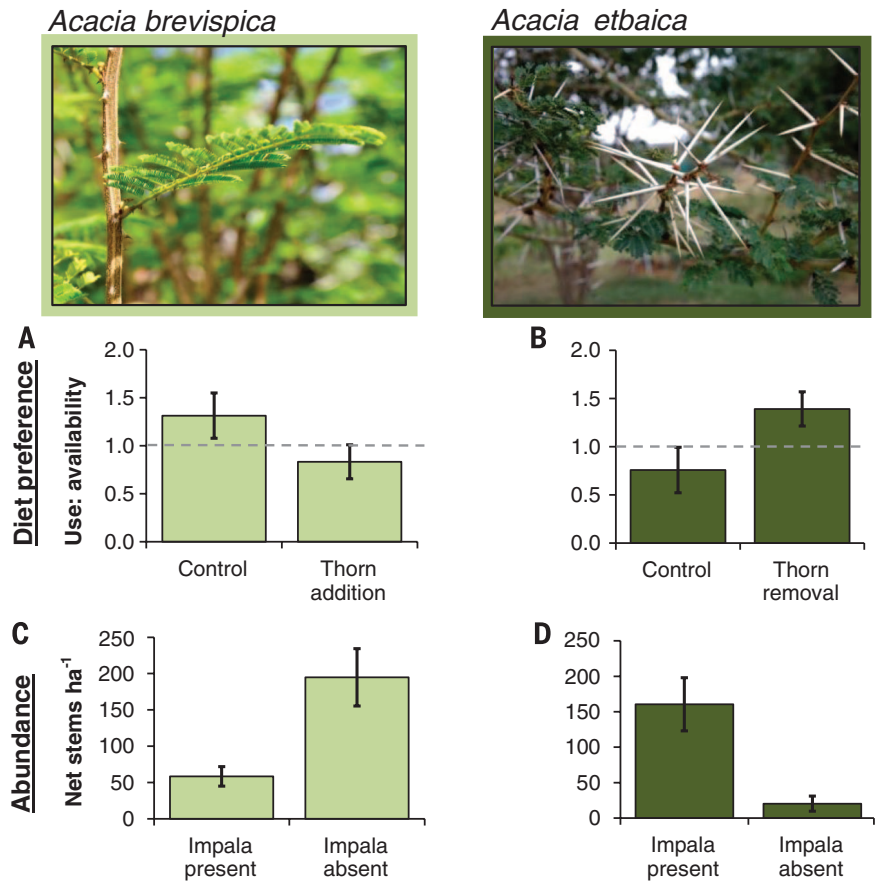 Acacia brevispica
Acacia etbaica
A
Diet preference
Use: availability
2.0
1.5
1.0
0.5
0.0
Control
Thorn
addition
B
2.0
1.5
1.0
0.5
0.0
Control
Thorn
removal
C
Abundance
Net stems ha⁻¹
250
200
150
100
50
0
Impala
present
Impala
absent
D
250
200
150
100
50
0
Impala
present
Impala
absent